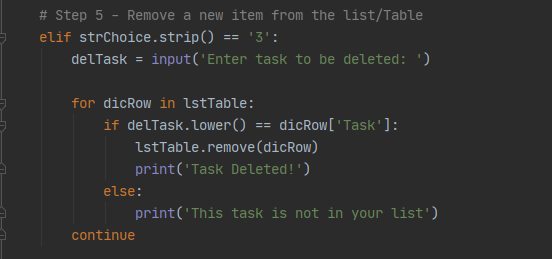 # Step 5 - Remove a new item from the list/Table
elif strChoice.strip() == '3':
delTask = input('Enter task to be deleted: ')
for dicRow in lstTable:
if delTask.lower() == dicRow['Task']:
lstTable.remove(dicRow)
print('Task Deleted!')
else:
print('This task is not in your list')
continue